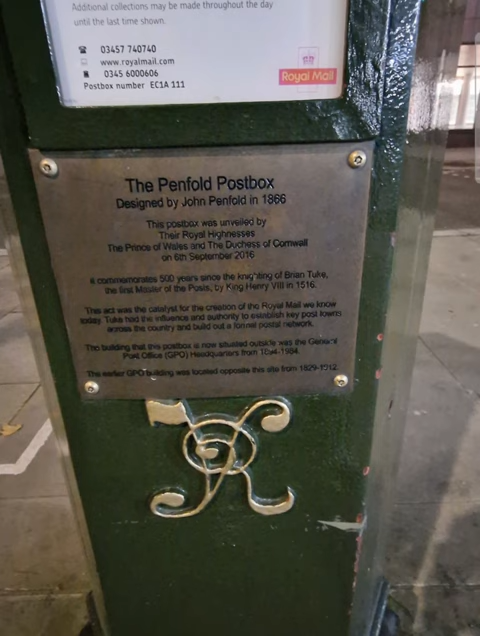 Additional collections may be made throughout the day
until the last time shown.
03457 740740
www.royalmail.com
0345 6000606
Postbox number EC1A 111
Royal Mail
The Penfold Postbox
Designed by John Penfold in 1866
This postbox was unveiled by
Their Royal Highnesses
The Prince of Wales and The Duchess of Cornwall
on 6th September 2016
It commemorates 500 years since the knighting of Brian Tuke,
the first Master of the Posts, by King Henry VIII in 1516.
This act was the catalyst for the creation of the Royal Mail we know
today. Tuke had the influence and authority to establish key post towns
across the country and build out a formal postal network.
The building that this postbox is now situated outside was the General
Post Office (GPO) Headquarters from 1894-1984.
The earlier GPO building was located opposite this site from 1829-1912.
VR